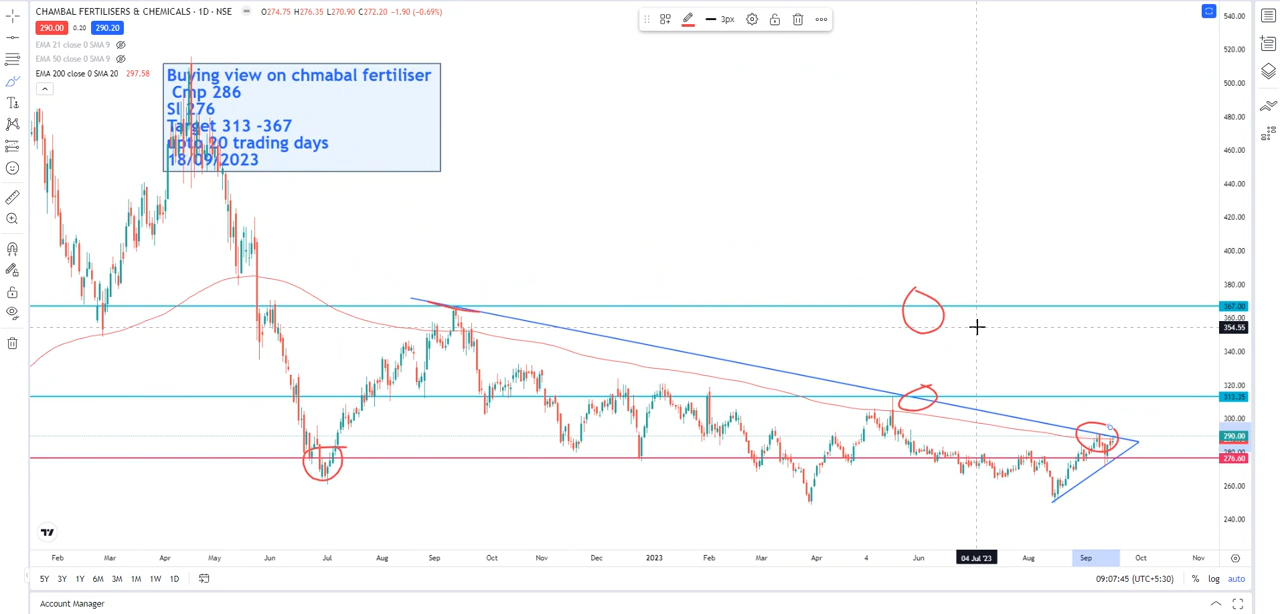 CHAMBAL FERTILISERS & CHEMICALS · 1D · NSE O274.75 H276.35 L270.90 C272.20 −1.90 (−0.69%)
290.00 0.20 290.20
EMA 21 close 0 SMA 9
EMA 50 close 0 SMA 9
EMA 200 close 0 SMA 20 297.58
Buying view on chmabal fertiliser
Cmp 286
Sl 276
Target 313 -367
upto 20 trading days
18/09/2023
3px
540.00
520.00
500.00
480.00
460.00
440.00
420.00
400.00
380.00
367.00
360.00
354.55
340.00
320.00
313.35
300.00
290.00
280.00
276.60
260.00
240.00
Feb Mar Apr May Jun Jul Aug Sep Oct Nov Dec 2023 Feb Mar Apr 4 Jun 04 Jul '23 Aug Sep Oct Nov
5Y 3Y 1Y 6M 3M 1M 1W 1D 09:07:45 (UTC+5:30) % log auto
Account Manager